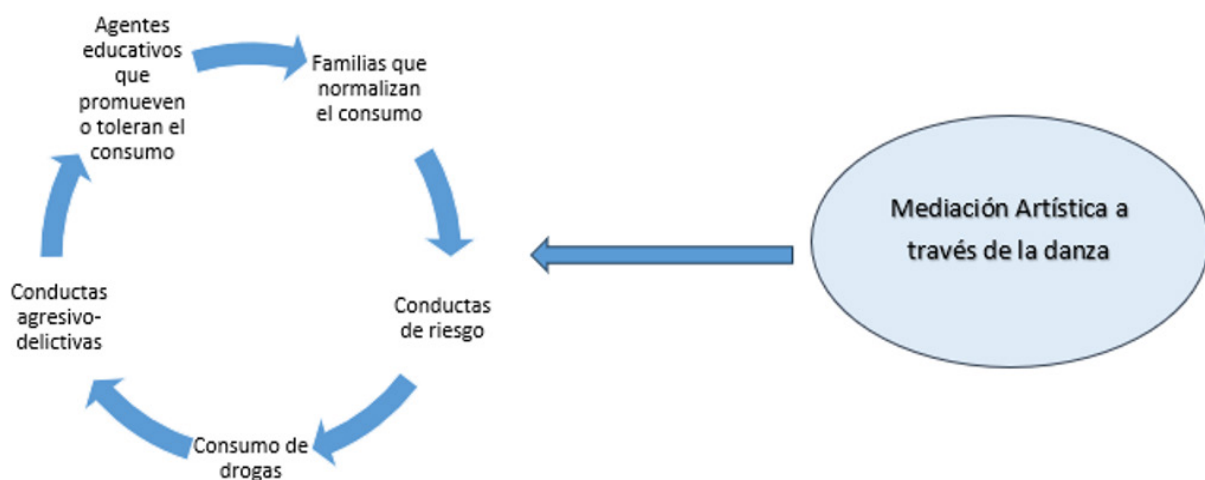 Agentes
educativos
que
promueven
o toleran el
consumo
Familias que
normalizan
el consumo
Conductas
de riesgo
Consumo de
drogas
Conductas
agresivo-
delictivas
Mediación Artística a
través de la danza